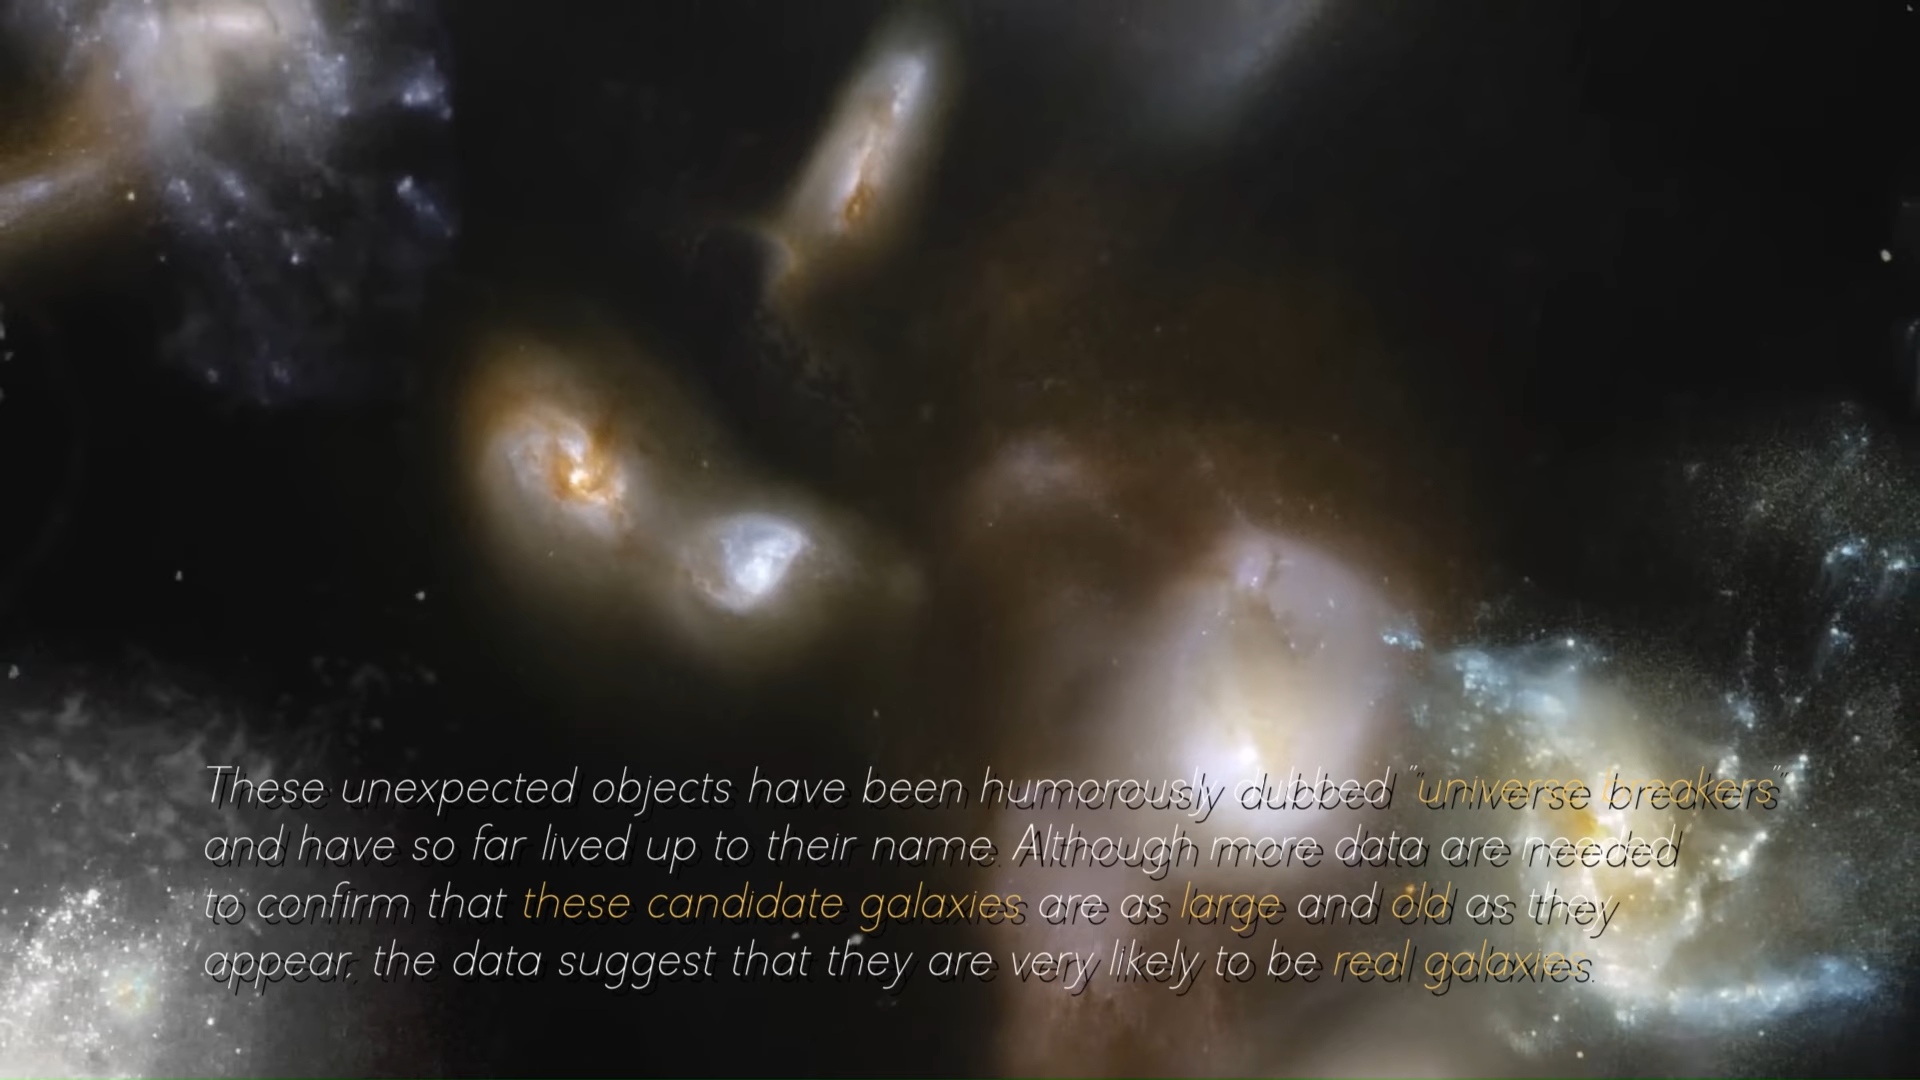 These unexpected objects have been humorously dubbed "universe breakers"
and have so far lived up to their name. Although more data are needed
to confirm that these candidate galaxies are as large and old as they
appear, the data suggest that they are very likely to be real galaxies.